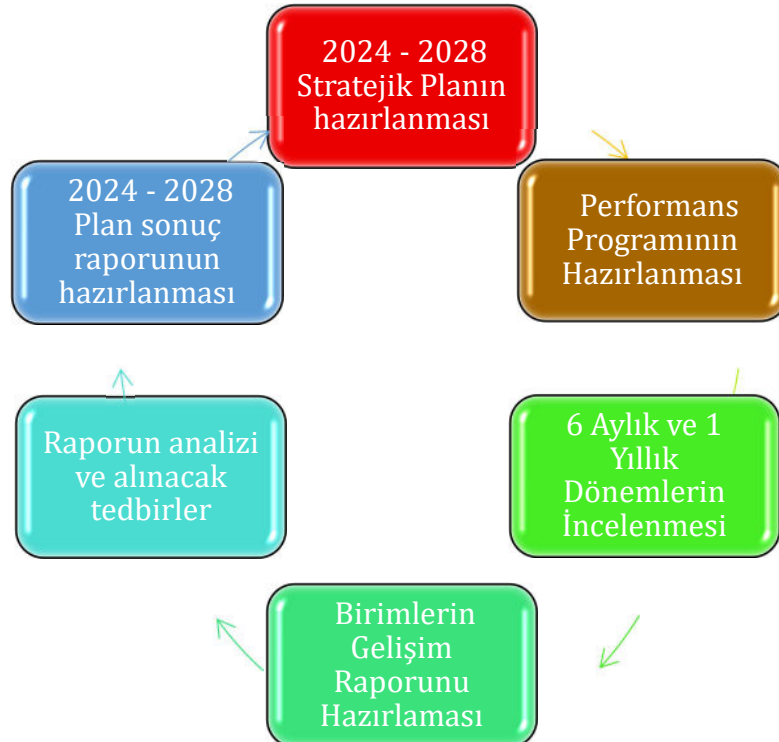 2024 - 2028
Stratejik Planın
hazırlanması
Performans
Programının
Hazırlanması
6 Aylık ve 1
Yıllık
Dönemlerin
İncelenmesi
Birimlerin
Gelişim
Raporunu
Hazırlaması
Raporun analizi
ve alınacak
tedbirler
2024 - 2028
Plan sonuç
raporunun
hazırlanması